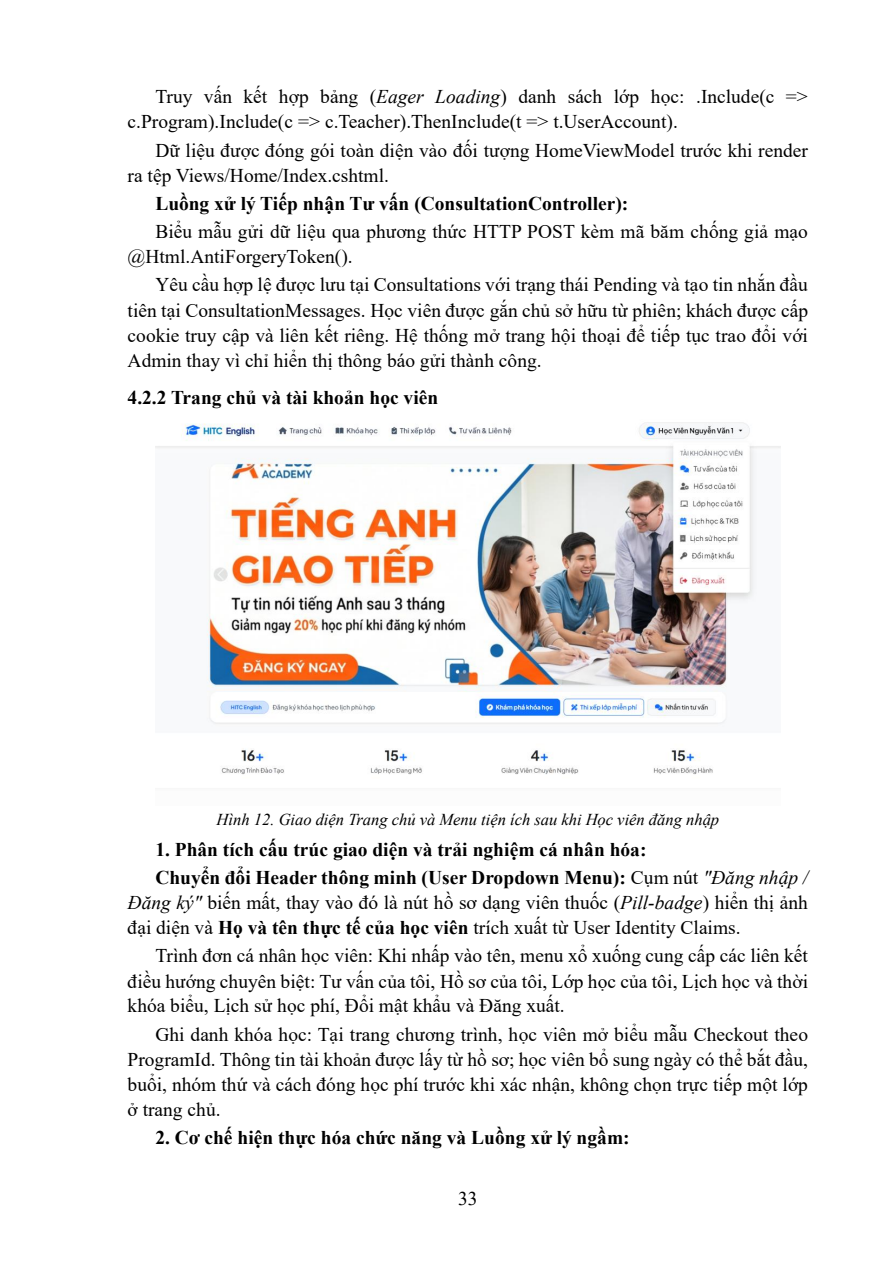 Truy vấn kết hợp bảng (Eager Loading) danh sách lớp học: .Include(c =>
c.Program).Include(c => c.Teacher).ThenInclude(t => t.UserAccount).
Dữ liệu được đóng gói toàn diện vào đối tượng HomeViewModel trước khi render
ra tệp Views/Home/Index.cshtml.
Luồng xử lý Tiếp nhận Tư vấn (ConsultationController):
Biểu mẫu gửi dữ liệu qua phương thức HTTP POST kèm mã băm chống giả mạo
@Html.AntiForgeryToken().
Yêu cầu hợp lệ được lưu tại Consultations với trạng thái Pending và tạo tin nhắn đầu
tiên tại ConsultationMessages. Học viên được gắn chủ sở hữu từ phiên; khách được cấp
cookie truy cập và liên kết riêng. Hệ thống mở trang hội thoại để tiếp tục trao đổi với
Admin thay vì chỉ hiển thị thông báo gửi thành công.
4.2.2 Trang chủ và tài khoản học viên
HITC English Trang chủ Khóa học Thi xếp lớp Tư vấn & Liên hệ Học Viên Nguyễn Văn 1
TÀI KHOẢN HỌC VIÊN
Tư vấn của tôi
Hồ sơ của tôi
Lớp học của tôi
Lịch học & TKB
Lịch sử học phí
Đổi mật khẩu
Đăng xuất
ACADEMY
TIẾNG ANH
GIAO TIẾP
Tự tin nói tiếng Anh sau 3 tháng
Giảm ngay 20% học phí khi đăng ký nhóm
ĐĂNG KÝ NGAY
HITC English Đăng ký khóa học theo lịch phù hợp Khám phá khóa học Thi xếp lớp miễn phí Nhắn tin tư vấn
16+ 15+ 4+ 15+
Chương Trình Đào Tạo Lớp Học Đang Mở Giảng Viên Chuyên Nghiệp Học Viên Đồng Hành
Hình 12. Giao diện Trang chủ và Menu tiện ích sau khi Học viên đăng nhập
1. Phân tích cấu trúc giao diện và trải nghiệm cá nhân hóa:
Chuyển đổi Header thông minh (User Dropdown Menu): Cụm nút "Đăng nhập /
Đăng ký" biến mất, thay vào đó là nút hồ sơ dạng viên thuốc (Pill-badge) hiển thị ảnh
đại diện và Họ và tên thực tế của học viên trích xuất từ User Identity Claims.
Trình đơn cá nhân học viên: Khi nhấp vào tên, menu xổ xuống cung cấp các liên kết
điều hướng chuyên biệt: Tư vấn của tôi, Hồ sơ của tôi, Lớp học của tôi, Lịch học và thời
khóa biểu, Lịch sử học phí, Đổi mật khẩu và Đăng xuất.
Ghi danh khóa học: Tại trang chương trình, học viên mở biểu mẫu Checkout theo
ProgramId. Thông tin tài khoản được lấy từ hồ sơ; học viên bổ sung ngày có thể bắt đầu,
buổi, nhóm thứ và cách đóng học phí trước khi xác nhận, không chọn trực tiếp một lớp
ở trang chủ.
2. Cơ chế hiện thực hóa chức năng và Luồng xử lý ngầm:
33